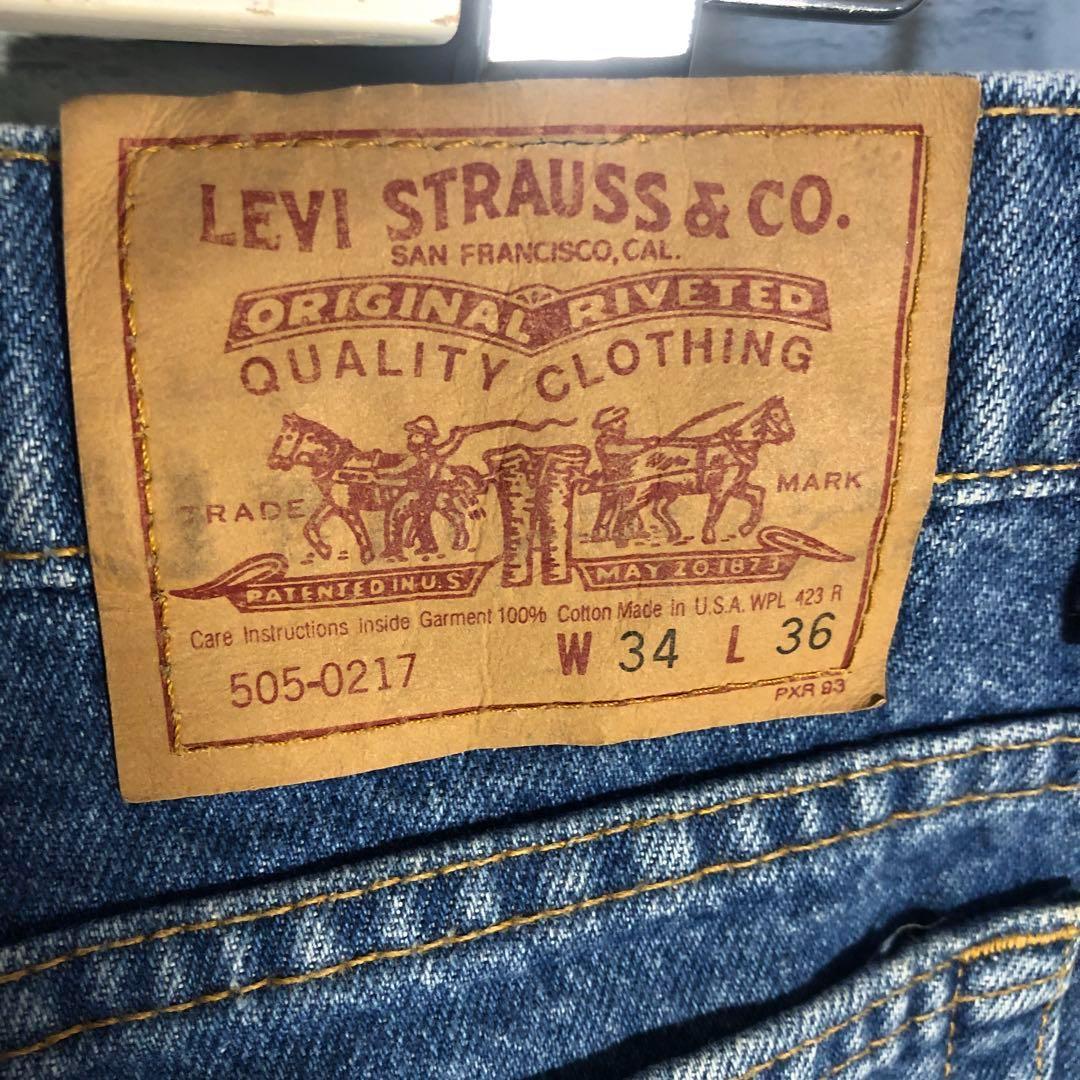 LEVI STRAUSS & CO.
SAN FRANCISCO, CAL.
ORIGINAL RIVETED
QUALITY CLOTHING
TRADE MARK
PATENTED IN U.S MAY 20 1873
Care Instructions Inside Garment 100% Cotton Made in U.S.A. WPL 423 R
505-0217 W 34 L 36
PXR 93